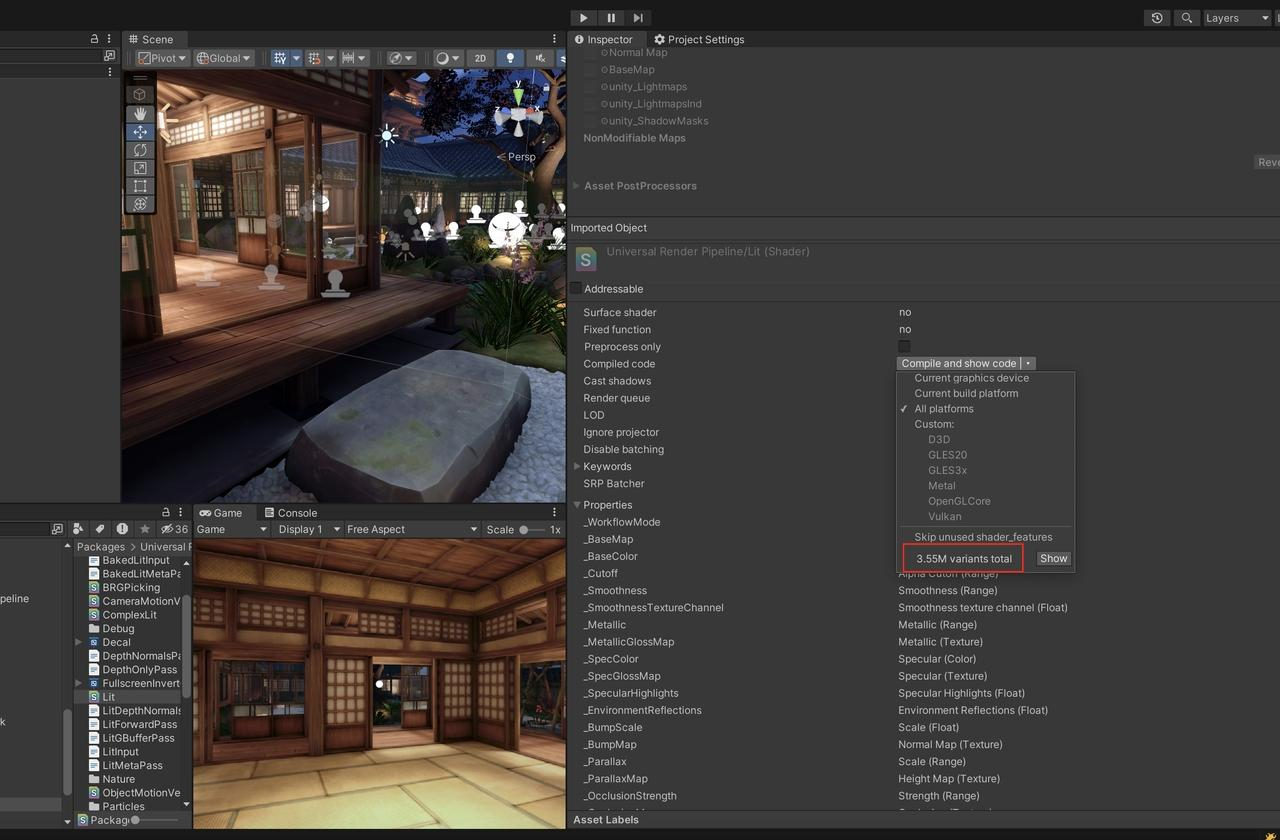 Layers
Scene
Inspector
Project Settings
Pivot
Global
2D
y
z
x
Persp
Normal Map
BaseMap
unity_Lightmaps
unity_LightmapsInd
unity_ShadowMasks
NonModifiable Maps
Reve
Asset PostProcessors
Imported Object
S
Universal Render Pipeline/Lit (Shader)
Addressable
Surface shader no
Fixed function no
Preprocess only
Compiled code Compile and show code
Cast shadows
Render queue
LOD
Ignore projector
Disable batching
Keywords
SRP Batcher
Current graphics device
Current build platform
All platforms
Custom:
D3D
GLES20
GLES3x
Metal
OpenGLCore
Vulkan
Skip unused shader_features
3.55M variants total
Show
Properties
_WorkflowMode
_BaseMap
_BaseColor
_Cutoff Alpha Cutoff (Range)
_Smoothness Smoothness (Range)
_SmoothnessTextureChannel Smoothness texture channel (Float)
_Metallic Metallic (Range)
_MetallicGlossMap Metallic (Texture)
_SpecColor Specular (Color)
_SpecGlossMap Specular (Texture)
_SpecularHighlights Specular Highlights (Float)
_EnvironmentReflections Environment Reflections (Float)
_BumpScale Scale (Float)
_BumpMap Normal Map (Texture)
_Parallax Scale (Range)
_ParallaxMap Height Map (Texture)
_OcclusionStrength Strength (Range)
Asset Labels
36
Packages > Universal R
BakedLitInput
BakedLitMetaPa
BRGPicking
CameraMotionV
ComplexLit
Debug
Decal
DepthNormalsPa
DepthOnlyPass
FullscreenInvert
Lit
LitDepthNormals
LitForwardPass
LitGBufferPass
LitInput
LitMetaPass
Nature
ObjectMotionVe
Particles
Packag
peline
k
Game
Console
Game
Display 1
Free Aspect
Scale
1x